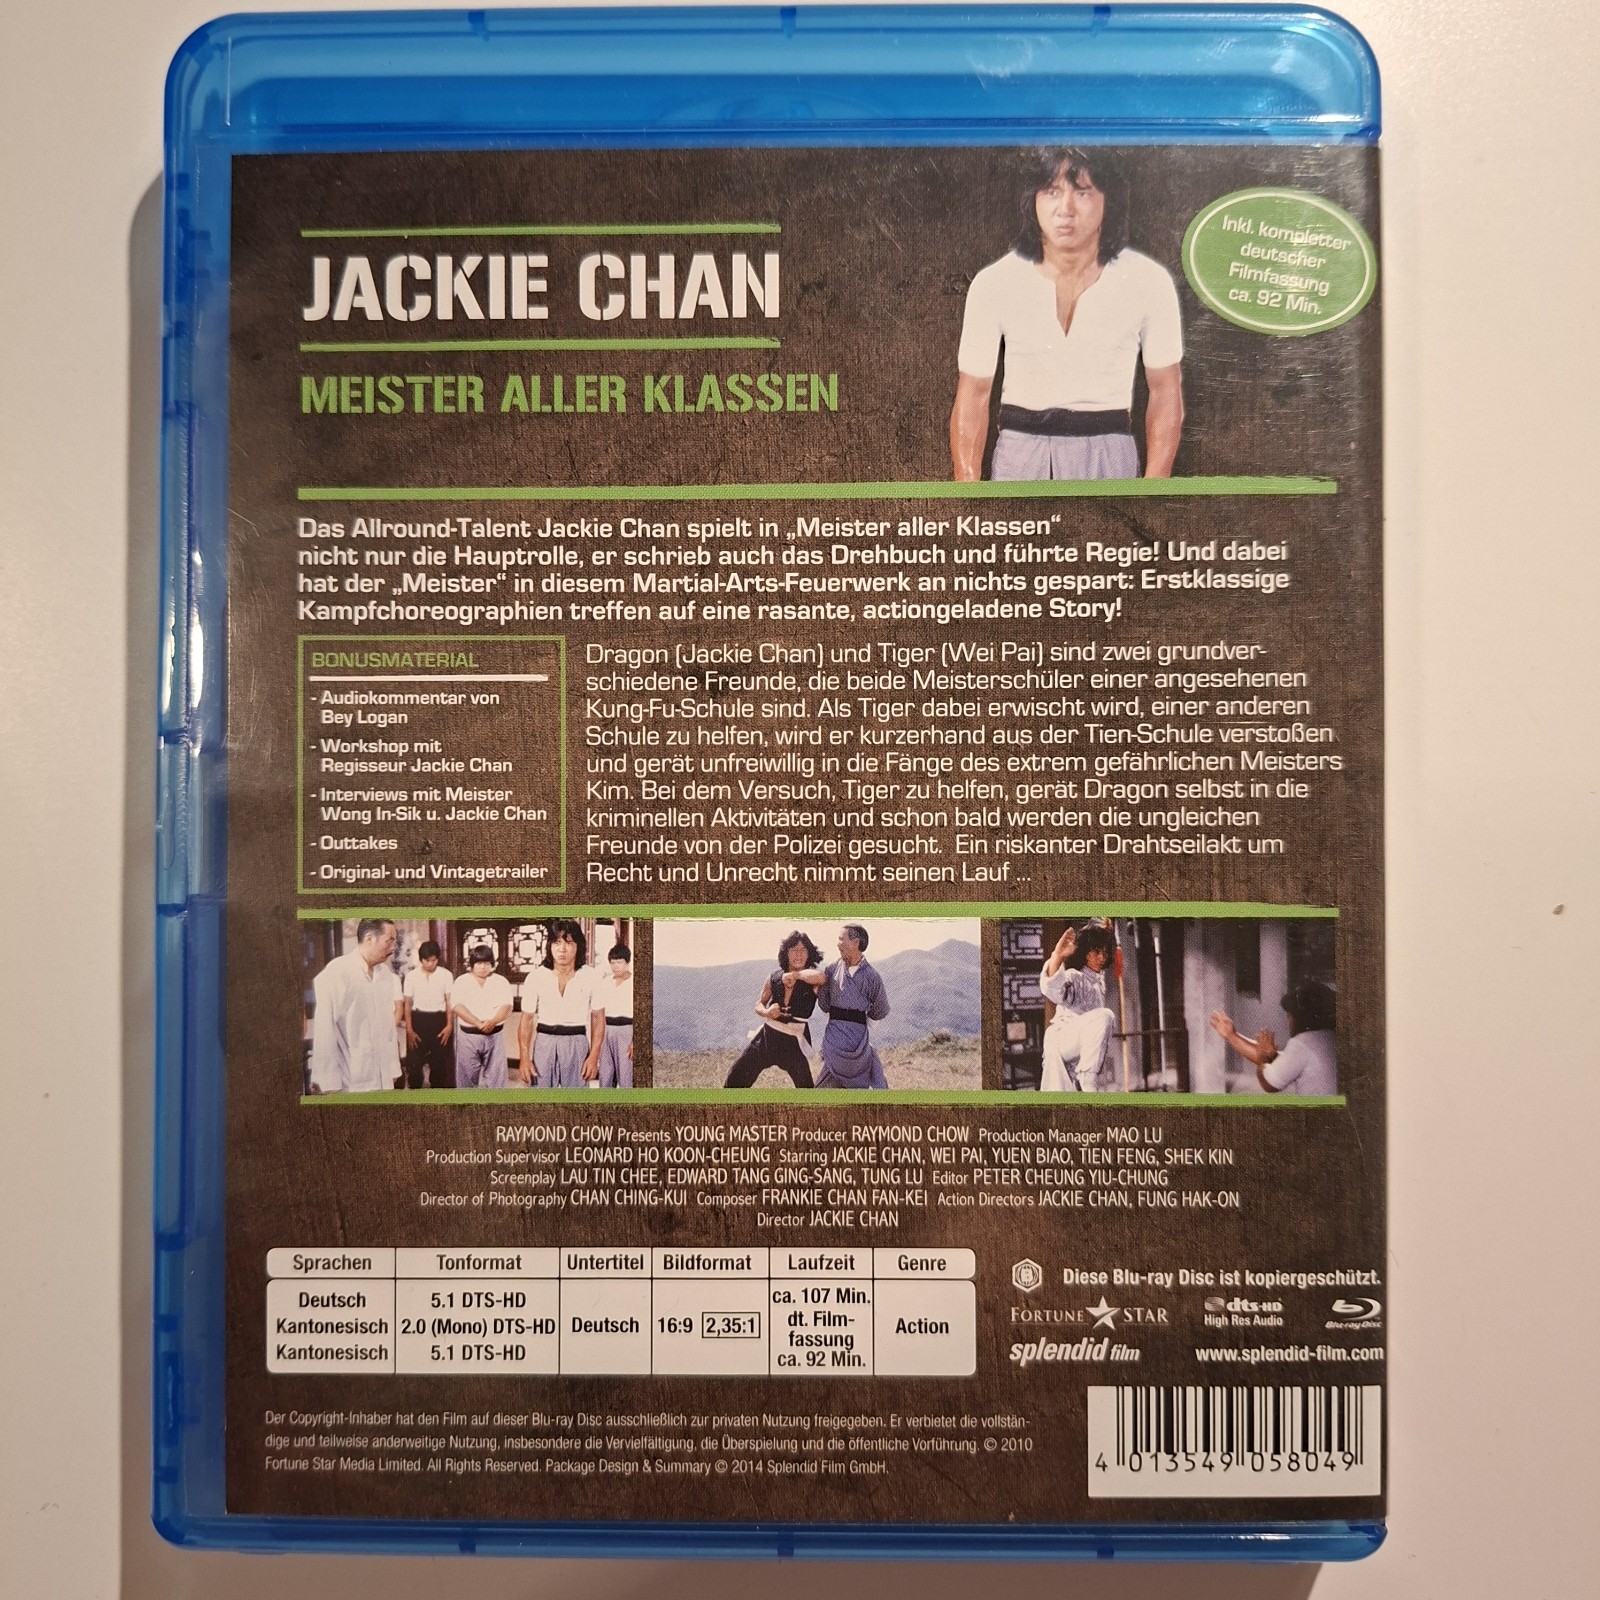 Inkl. kompletter
deutscher
Filmfassung
ca. 92 Min.
JACKIE CHAN
MEISTER ALLER KLASSEN
Das Allround-Talent Jackie Chan spielt in „Meister aller Klassen“
nicht nur die Hauptrolle, er schrieb auch das Drehbuch und führte Regie! Und dabei
hat der „Meister“ in diesem Martial-Arts-Feuerwerk an nichts gespart: Erstklassige
Kampfchoreographien treffen auf eine rasante, actiongeladene Story!
BONUSMATERIAL
- Audiokommentar von
Bey Logan
- Workshop mit
Regisseur Jackie Chan
- Interviews mit Meister
Wong In-Sik u. Jackie Chan
- Outtakes
- Original- und Vintagetrailer
Dragon (Jackie Chan) und Tiger (Wei Pai) sind zwei grundver-
schiedene Freunde, die beide Meisterschüler einer angesehenen
Kung-Fu-Schule sind. Als Tiger dabei erwischt wird, einer anderen
Schule zu helfen, wird er kurzerhand aus der Tien-Schule verstoßen
und gerät unfreiwillig in die Fänge des extrem gefährlichen Meisters
Kim. Bei dem Versuch, Tiger zu helfen, gerät Dragon selbst in die
kriminellen Aktivitäten und schon bald werden die ungleichen
Freunde von der Polizei gesucht. Ein riskanter Drahtseilakt um
Recht und Unrecht nimmt seinen Lauf ...
RAYMOND CHOW Presents YOUNG MASTER Producer RAYMOND CHOW Production Manager MAO LU
Production Supervisor LEONARD HO KOON-CHEUNG Starring JACKIE CHAN, WEI PAI, YUEN BIAO, TIEN FENG, SHEK KIN
Screenplay LAU TIN CHEE, EDWARD TANG GING-SANG, TUNG LU Editor PETER CHEUNG YIU-CHUNG
Director of Photography CHAN CHING-KUI Composer FRANKIE CHAN FAN-KEI Action Directors JACKIE CHAN, FUNG HAK-ON
Director JACKIE CHAN
Sprachen Tonformat Untertitel Bildformat Laufzeit Genre
Deutsch 5.1 DTS-HD
Kantonesisch 2.0 (Mono) DTS-HD
Kantonesisch 5.1 DTS-HD
Deutsch
16:9 2,35:1
ca. 107 Min.
dt. Film-
fassung
ca. 92 Min.
Action
Diese Blu-ray Disc ist kopiergeschützt.
FORTUNE STAR
dts-HD
High Res Audio
Blu-ray Disc
splendid film
www.splendid-film.com
Der Copyright-Inhaber hat den Film auf dieser Blu-ray Disc ausschließlich zur privaten Nutzung freigegeben. Er verbietet die vollstän-
dige und teilweise anderweitige Nutzung, insbesondere die Vervielfältigung, die Überspielung und die öffentliche Vorführung. © 2010
Fortune Star Media Limited. All Rights Reserved. Package Design & Summary © 2014 Splendid Film GmbH.
4 013549 058049